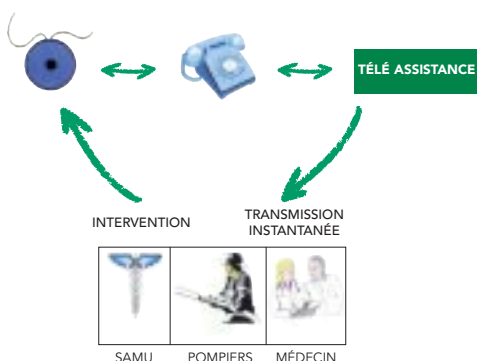 TÉLÉ ASSISTANCE
INTERVENTION
TRANSMISSION
INSTANTANÉE
SAMU
POMPIERS
MÉDECIN